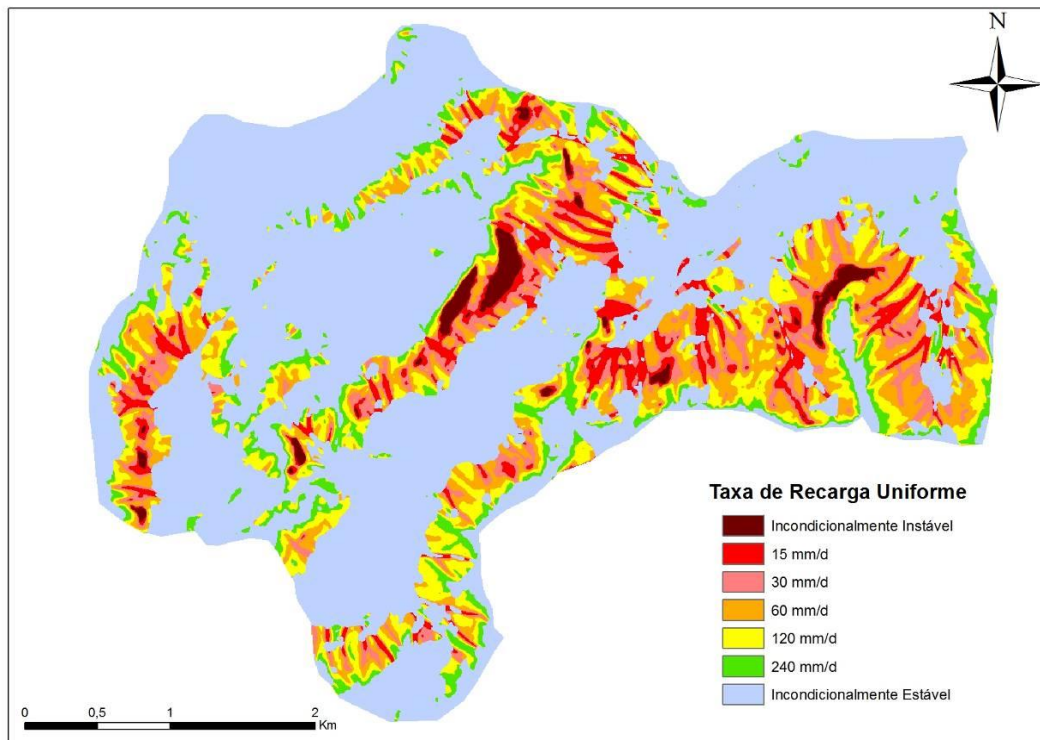 N
Taxa de Recarga Uniforme
Incondicionalmente Instável
15 mm/d
30 mm/d
60 mm/d
120 mm/d
240 mm/d
Incondicionalmente Estável
0 0,5 1 2
Km